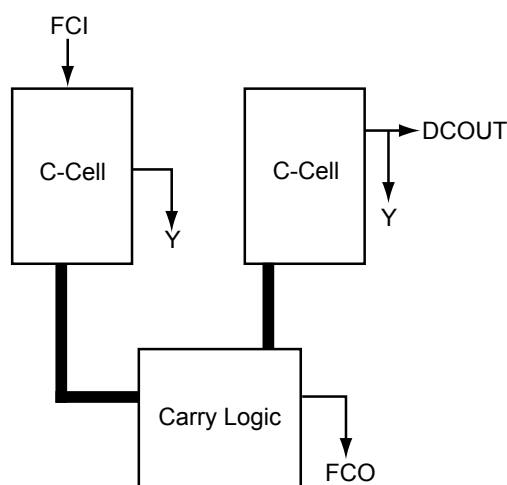 FCI
C-Cell
C-Cell
DCOUT
Y
Y
Carry Logic
FCO